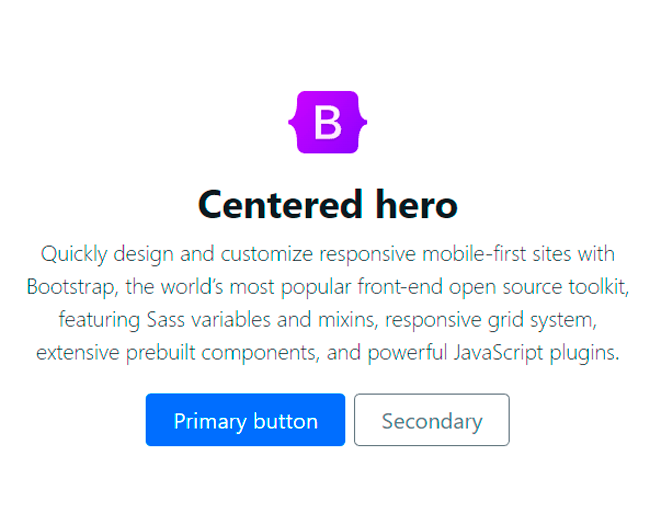 B
Centered hero
Quickly design and customize responsive mobile-first sites with
Bootstrap, the world’s most popular front-end open source toolkit,
featuring Sass variables and mixins, responsive grid system,
extensive prebuilt components, and powerful JavaScript plugins.
Primary button Secondary